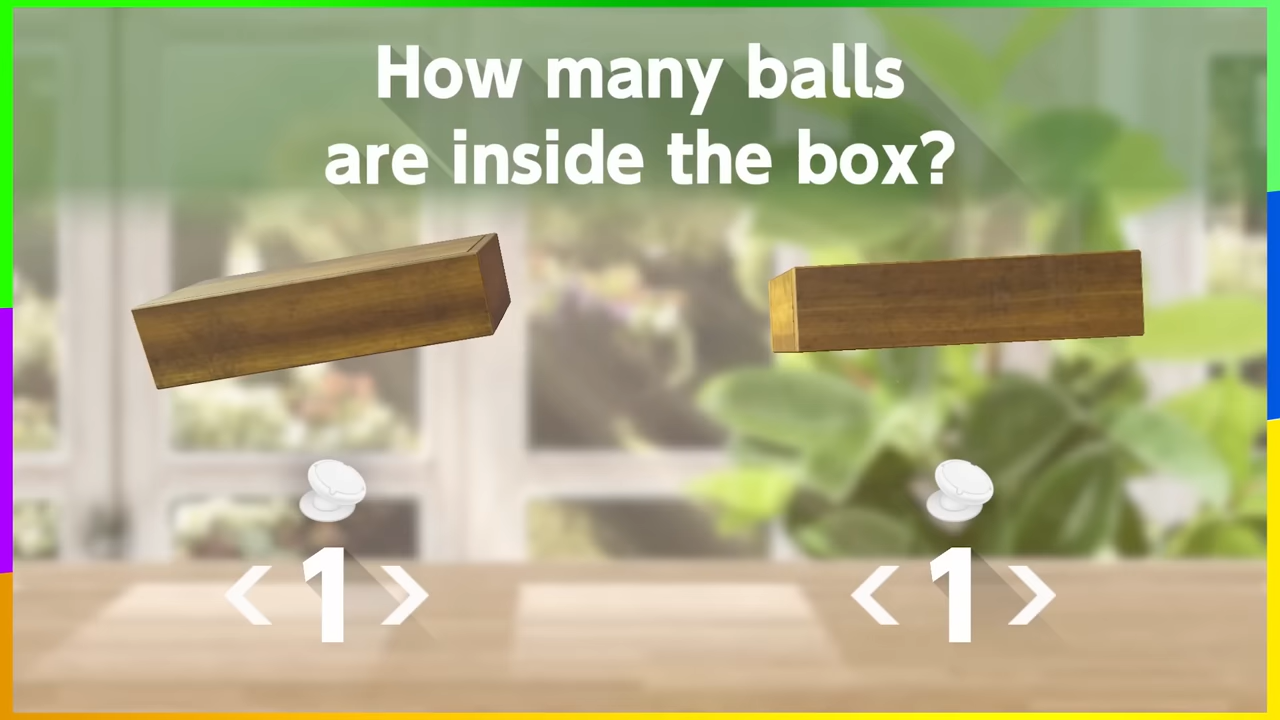 How many balls
are inside the box?
< 1 > < 1 >